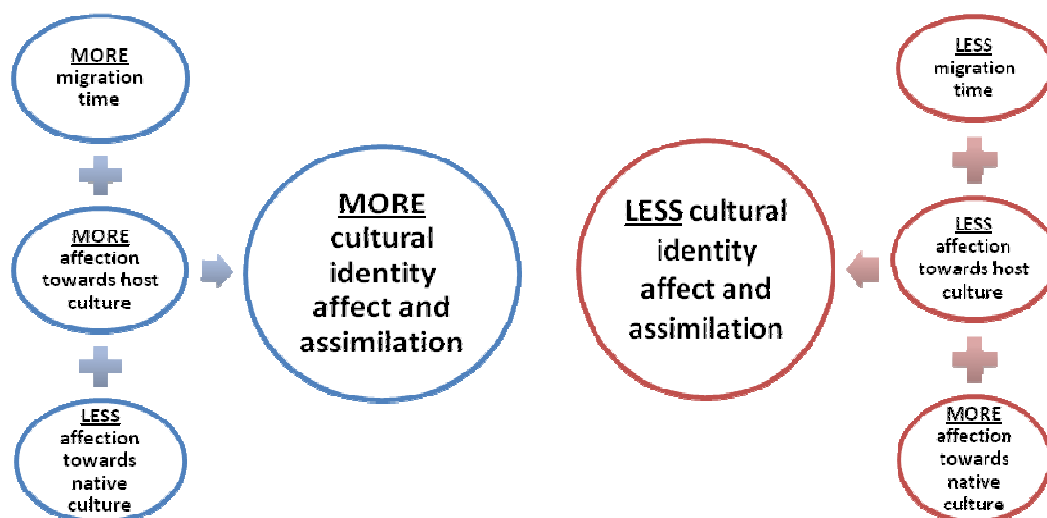 MORE
migration
time
MORE
affection
towards host
culture
LESS
affection
towards
native
culture
MORE
cultural
identity
affect and
assimilation
LESS cultural
identity
affect and
assimilation
LESS
migration
time
LESS
affection
towards host
culture
MORE
affection
towards
native
culture